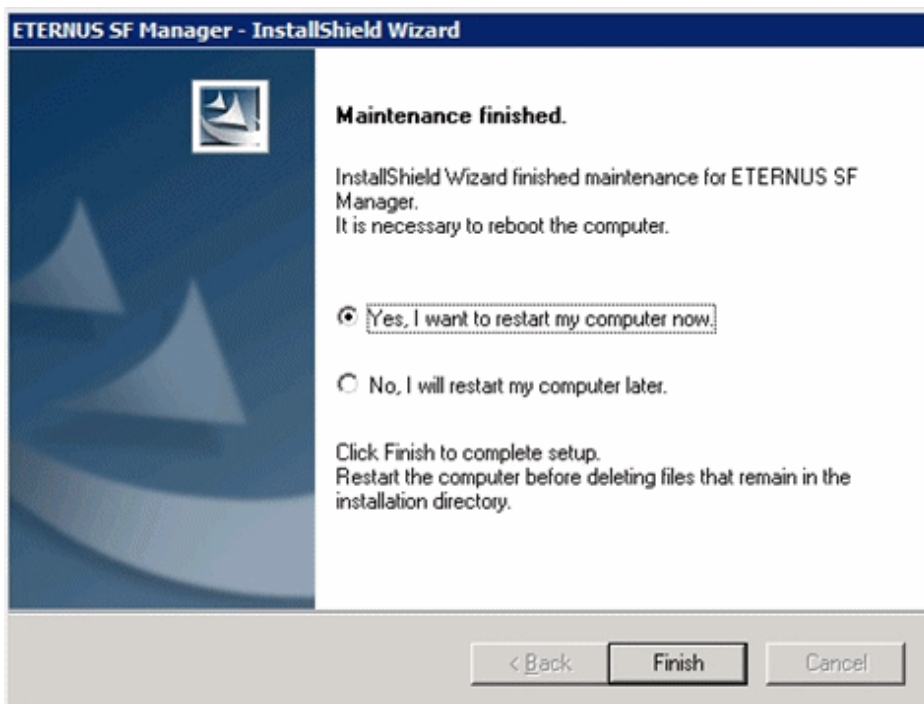 ETERNUS SF Manager - InstallShield Wizard
Maintenance finished.
InstallShield Wizard finished maintenance for ETERNUS SF
Manager.
It is necessary to reboot the computer.
Yes, I want to restart my computer now.
No, I will restart my computer later.
Click Finish to complete setup.
Restart the computer before deleting files that remain in the
installation directory.
< Back Finish Cancel